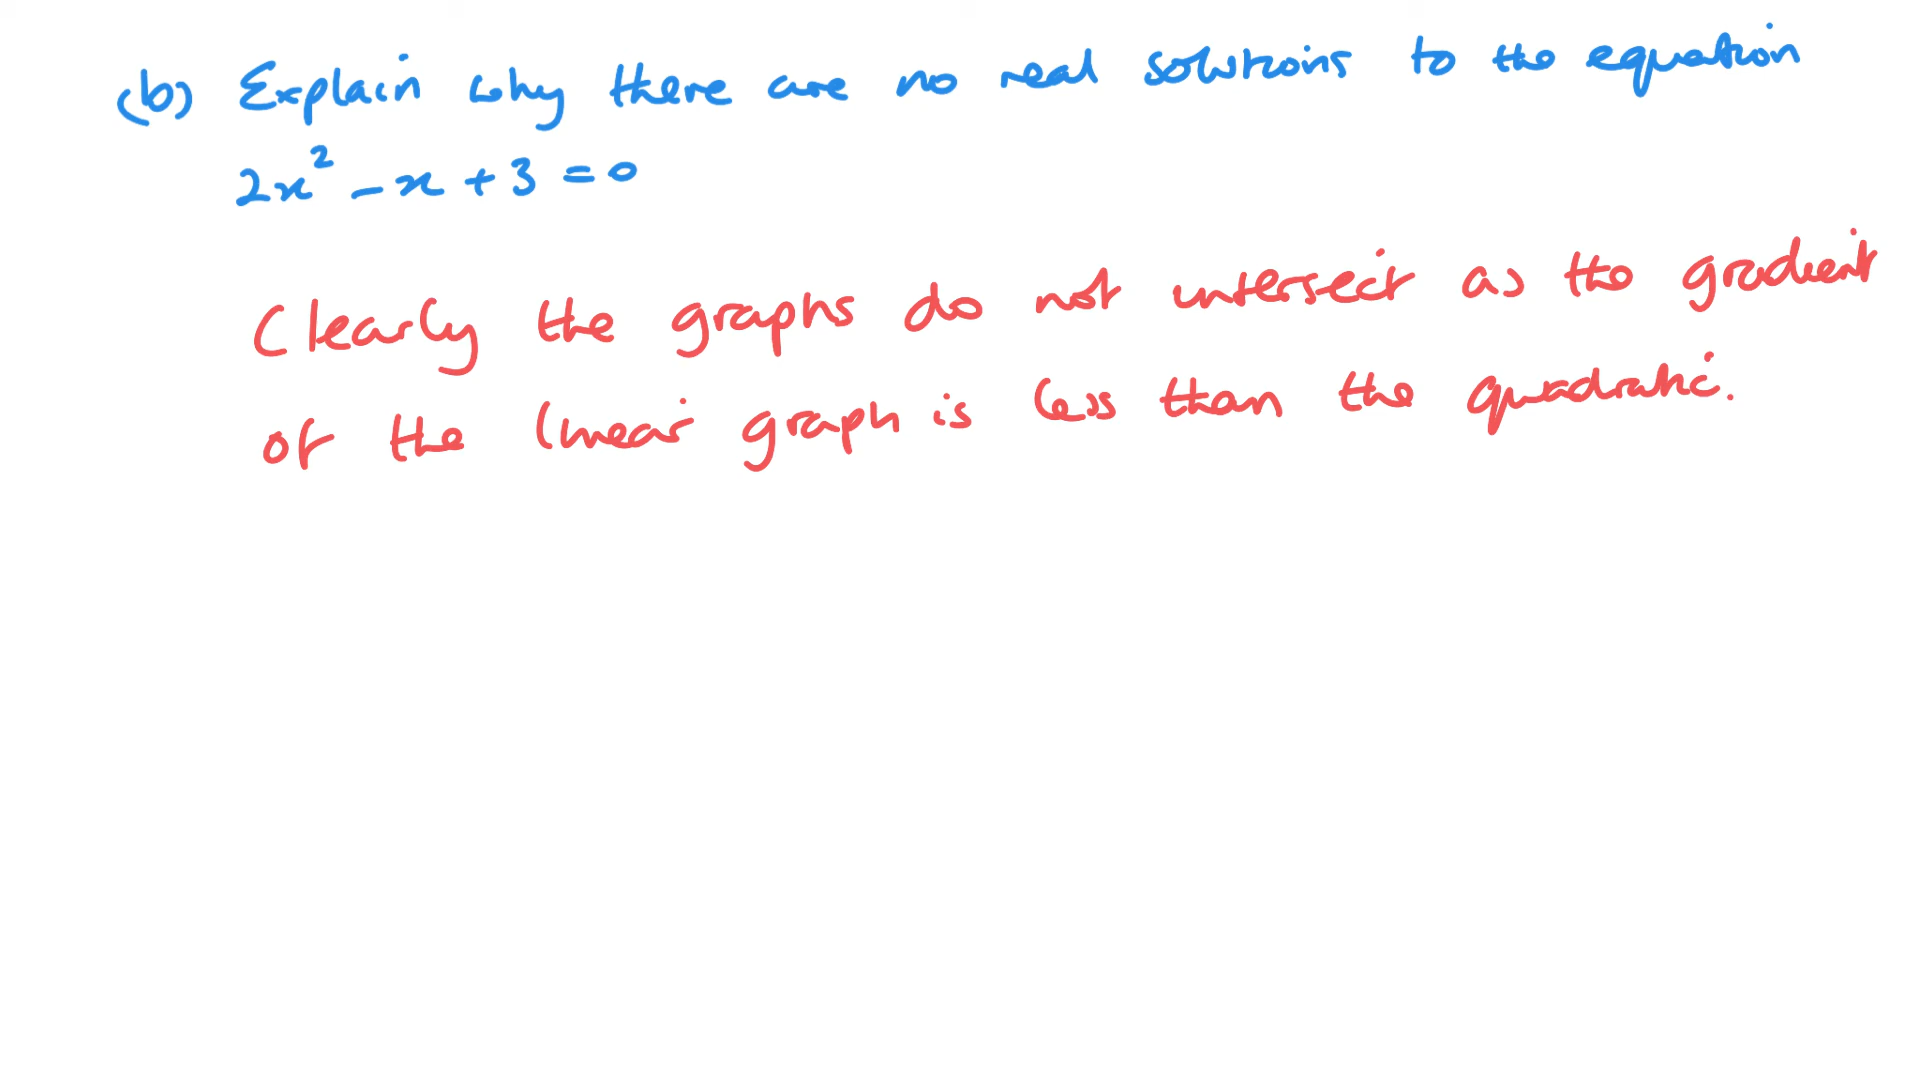 (b) Explain why there are no real solutions to the equation
2x² - x + 3 = 0
Clearly the graphs do not intersect as the gradient
of the linear graph is less than the quadratic.